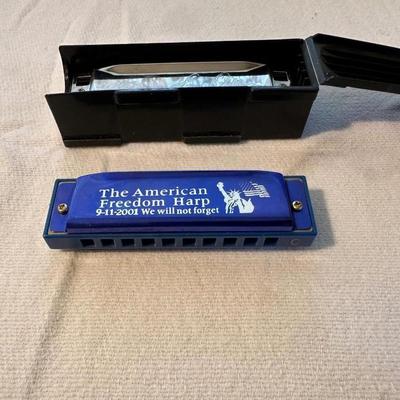 The American
Freedom Harp
9-11-2001 We will not forget
C